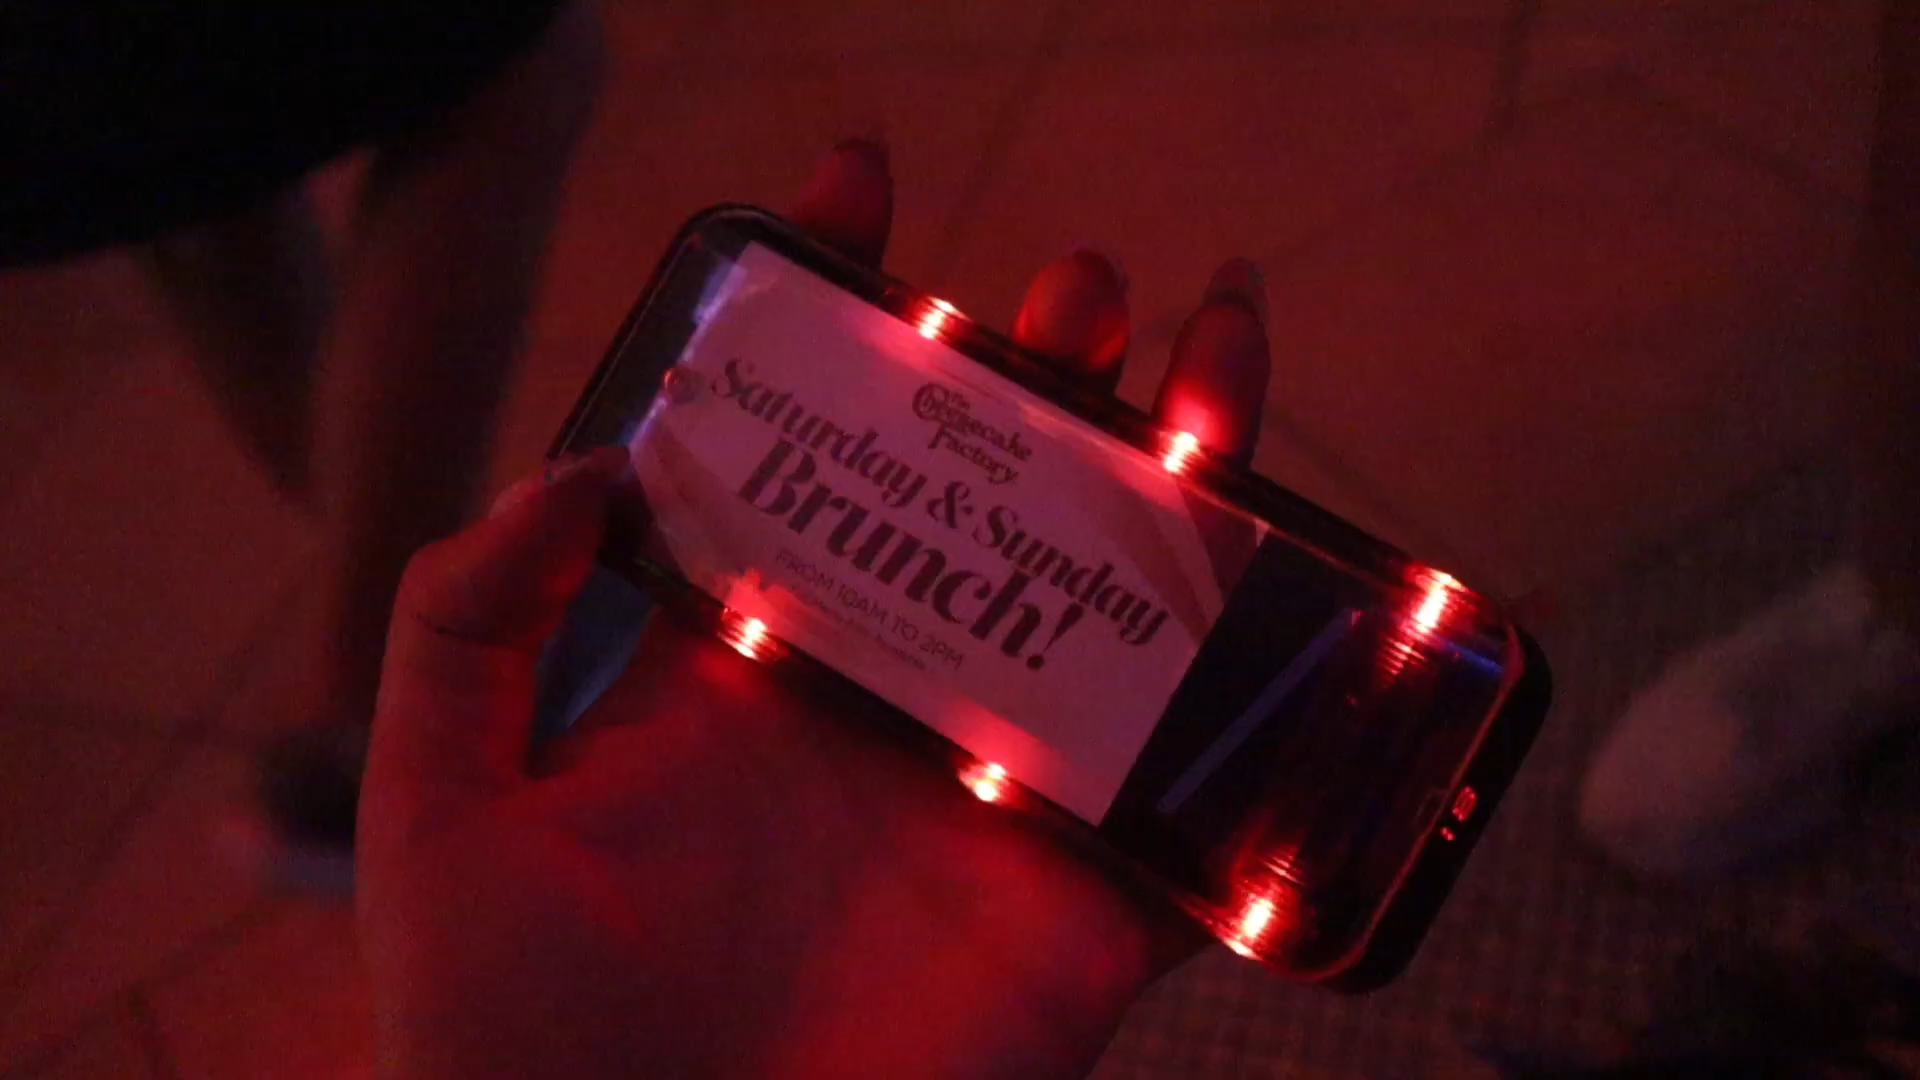 The
Cheesecake
Factory
Saturday & Sunday
Brunch!
FROM 10AM TO 2PM